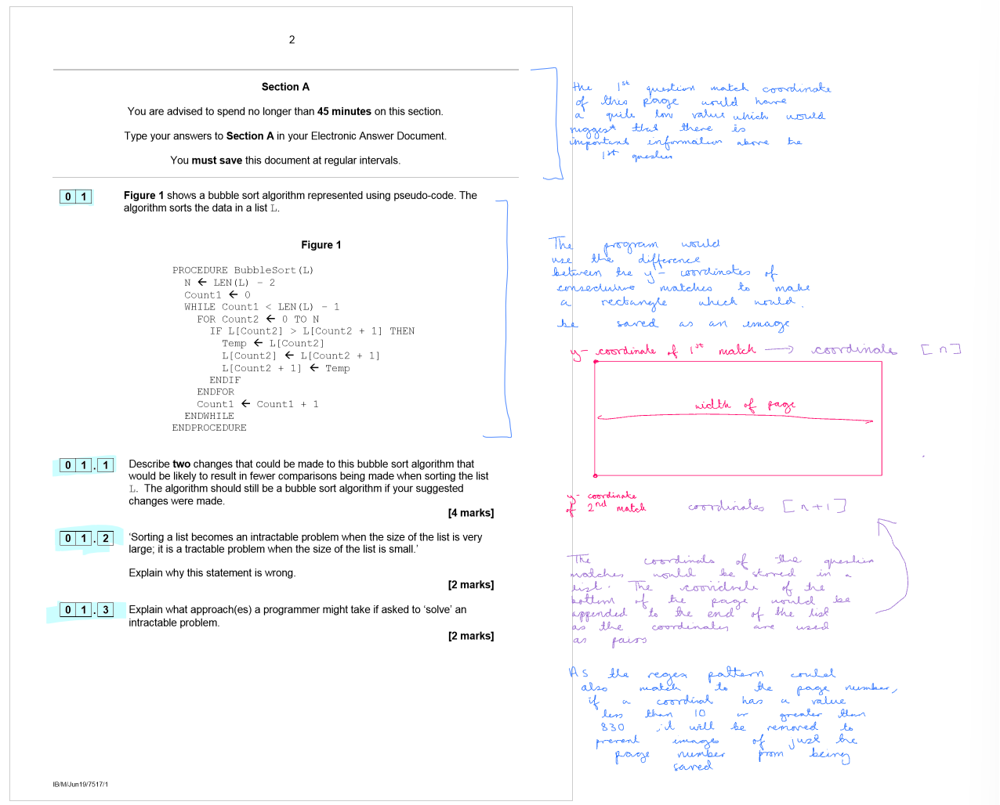 2
Section A
You are advised to spend no longer than 45 minutes on this section.
Type your answers to Section A in your Electronic Answer Document.
You must save this document at regular intervals.
0 1 Figure 1 shows a bubble sort algorithm represented using pseudo-code. The
algorithm sorts the data in a list L.
Figure 1
PROCEDURE BubbleSort(L)
N ← LEN(L) - 2
Count1 ← 0
WHILE Count1 < LEN(L) - 1
FOR Count2 ← 0 TO N
IF L[Count2] > L[Count2 + 1] THEN
Temp ← L[Count2]
L[Count2] ← L[Count2 + 1]
L[Count2 + 1] ← Temp
ENDIF
ENDFOR
Count1 ← Count1 + 1
ENDWHILE
ENDPROCEDURE
0 1 . 1 Describe two changes that could be made to this bubble sort algorithm that
would be likely to result in fewer comparisons being made when sorting the list
L. The algorithm should still be a bubble sort algorithm if your suggested
changes were made.
[4 marks]
0 1 . 2 ‘Sorting a list becomes an intractable problem when the size of the list is very
large; it is a tractable problem when the size of the list is small.’
Explain why this statement is wrong.
[2 marks]
0 1 . 3 Explain what approach(es) a programmer might take if asked to ‘solve’ an
intractable problem.
[2 marks]
IB/M/Jun19/7517/1
the 1st question match coordinate
of this page would have
a quite low value which would
suggest that there is
important information above the
1st question
The program would
use the difference
between the y- coordinates of
consecutive matches to make
a rectangle which would
be saved as an image
y- coordinate of 1st match → coordinates [n]
width of page
y- coordinate
of 2nd match
coordinates [n+1]
The coordinats of the question
matches would be stored in a
list. The coordinate of the
bottom of the page would be
appended to the end of the list
as the coordinates are used
as pairs
As the regex pattern could
also match to the page number,
if a coordinat has a value
less than 10 or greater than
830 it will be removed to
prevent images of just the
page number from being
saved